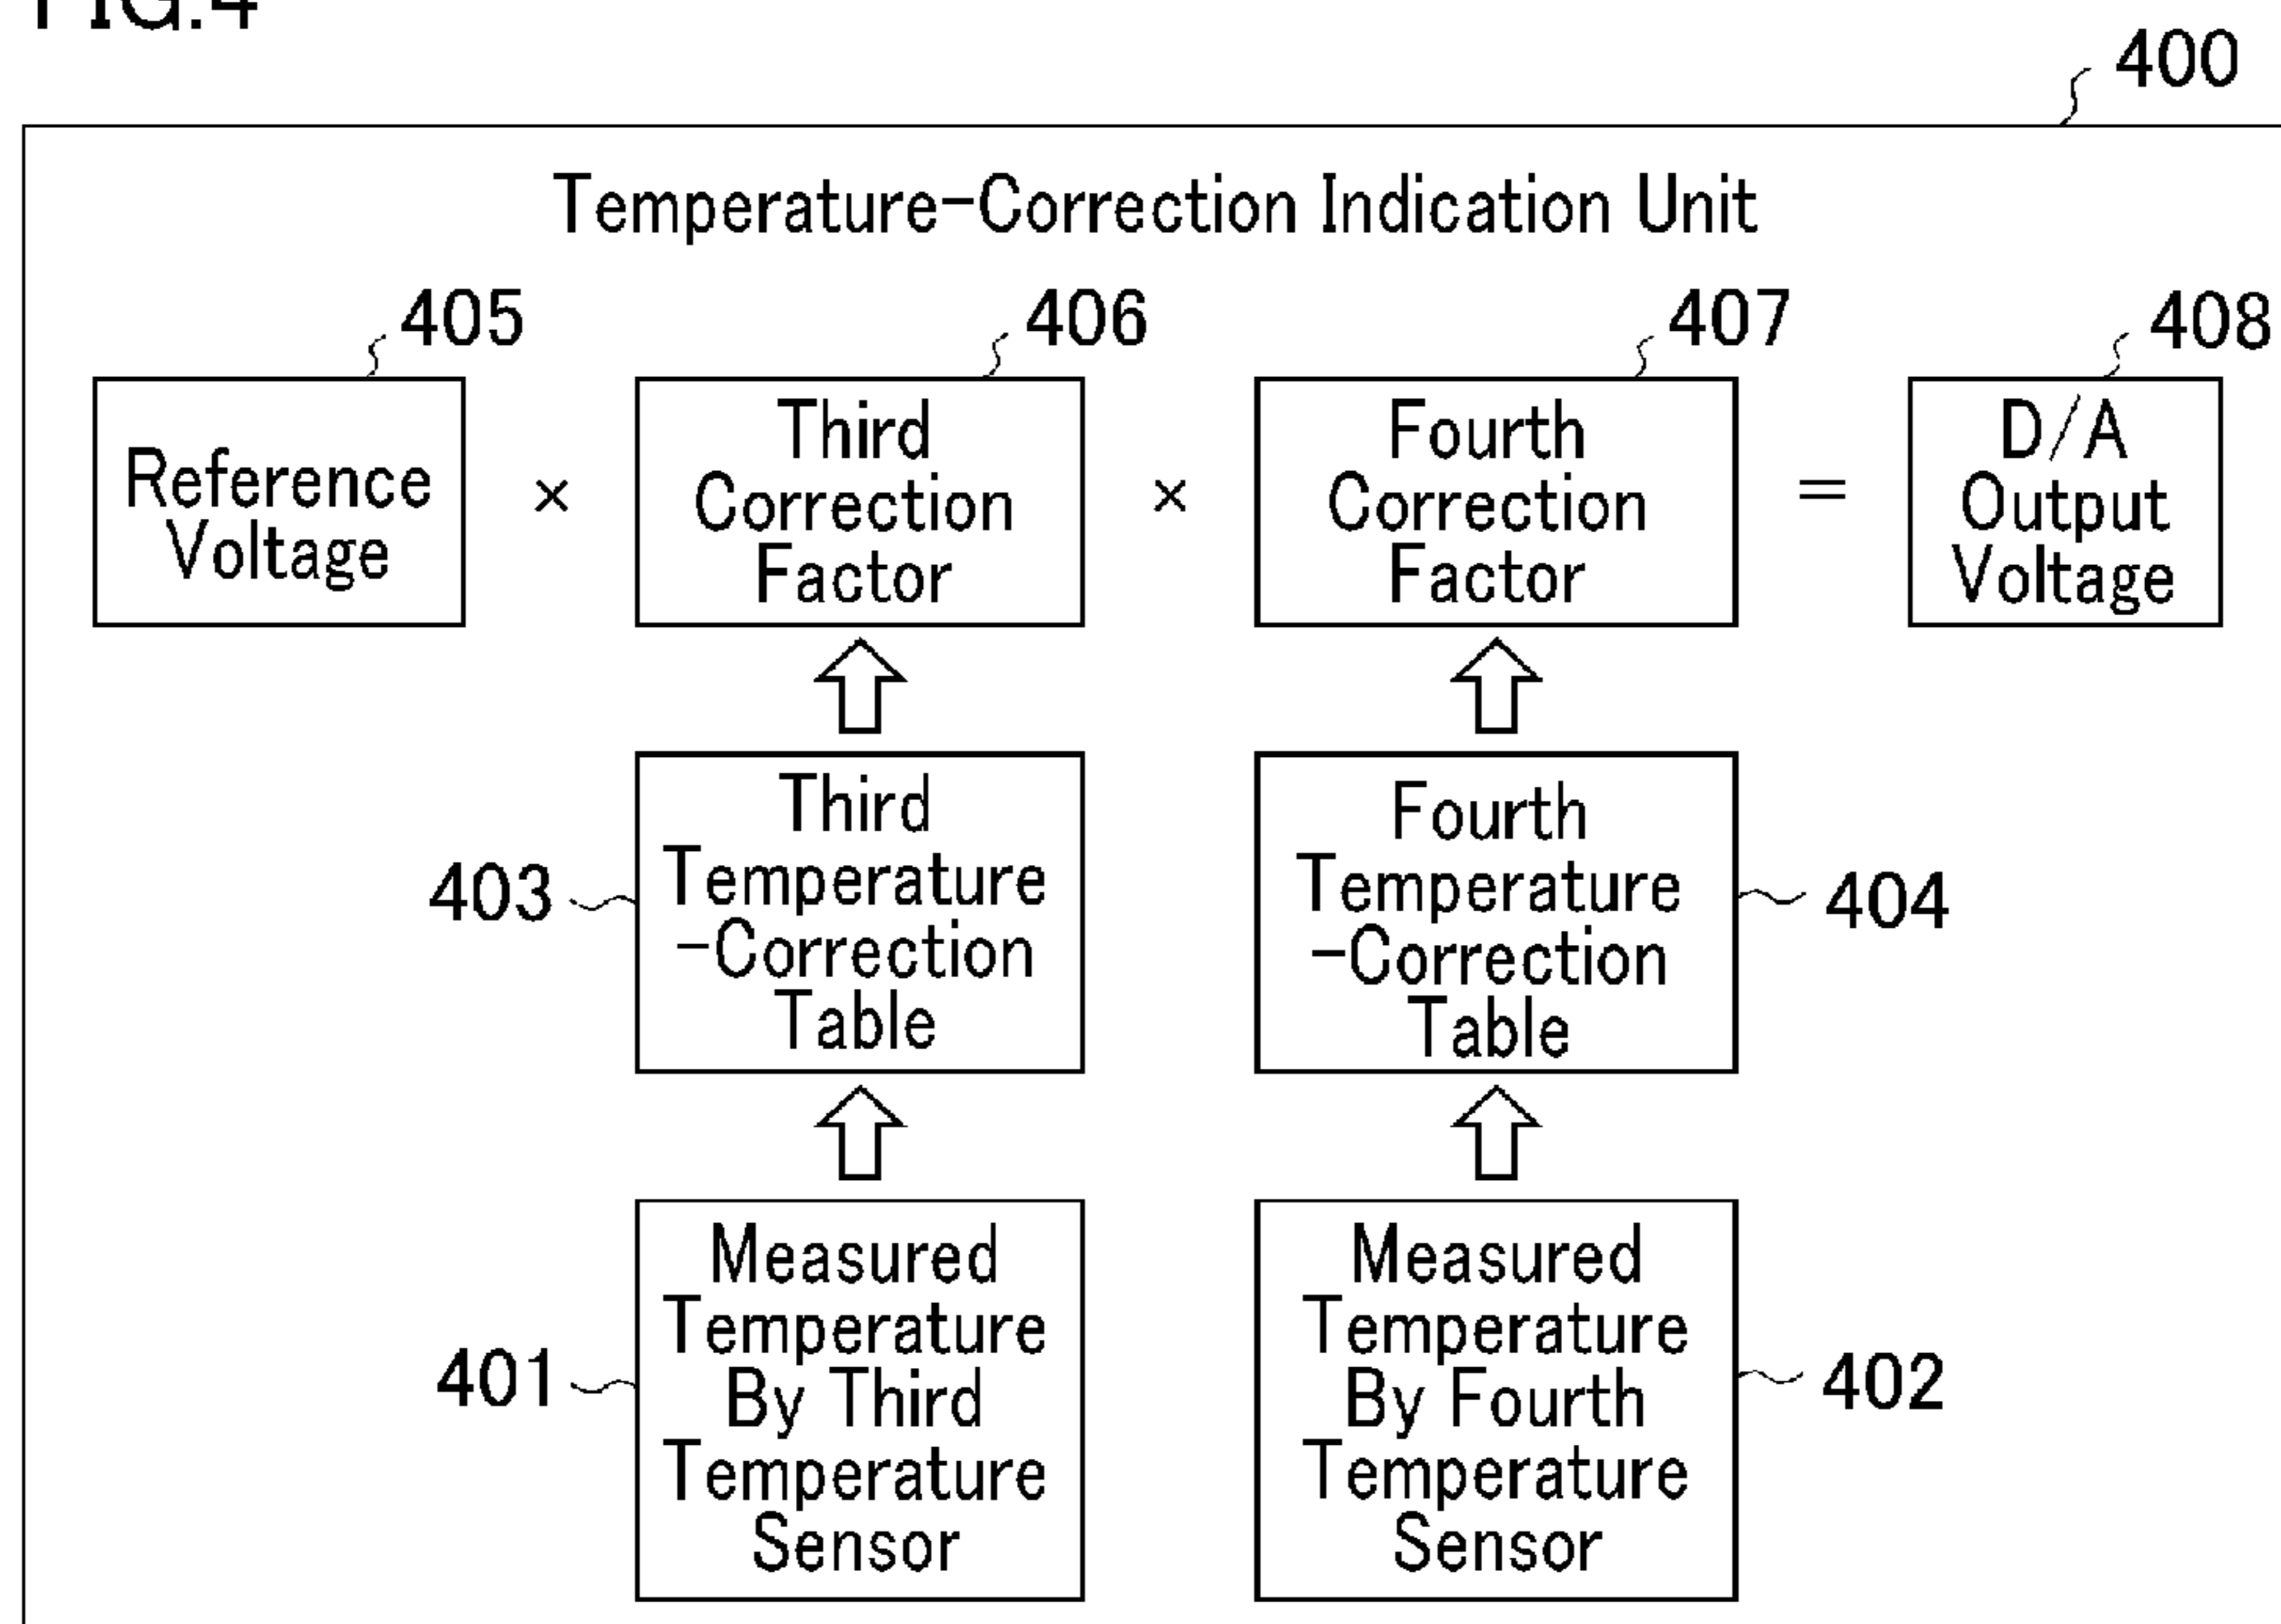 FIG.4
400
Temperature-Correction Indication Unit
405
406
407
408
Reference
Voltage
×
Third
Correction
Factor
×
Fourth
Correction
Factor
=
D/A
Output
Voltage
403
Third
Temperature
-Correction
Table
Fourth
Temperature
-Correction
Table
404
401
Measured
Temperature
By Third
Temperature
Sensor
Measured
Temperature
By Fourth
Temperature
Sensor
402